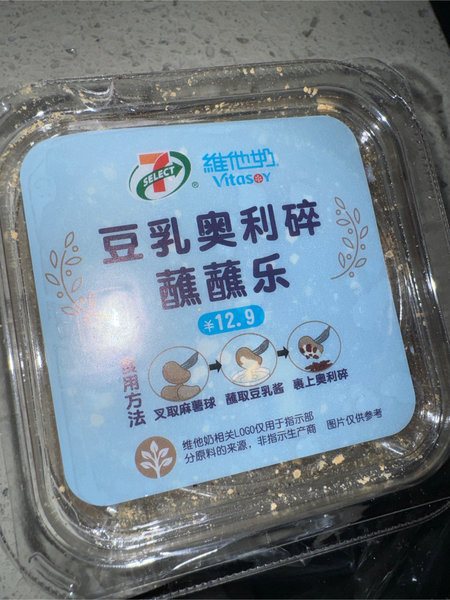 7
SELECT
®
維他奶
Vitasoy
豆乳奥利碎
蘸蘸乐
¥12.9
食用方法
叉取麻薯球
蘸取豆乳酱
裹上奥利碎
维他奶相关LOGO仅用于指示部
分原料的来源,非指示生产商
图片仅供参考